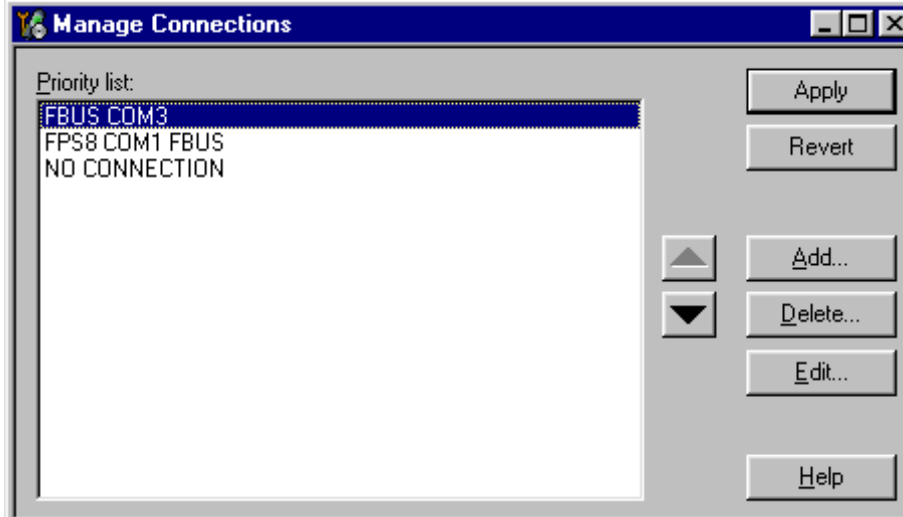 Manage Connections
Priority list:
FBUS COM3
FPS8 COM1 FBUS
NO CONNECTION
Apply
Revert
Add...
Delete...
Edit...
Help